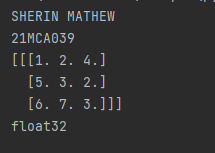 SHERIN MATHEW
21MCA039
[[[1. 2. 4.]
  [5. 3. 2.]
  [6. 7. 3.]]]
float32